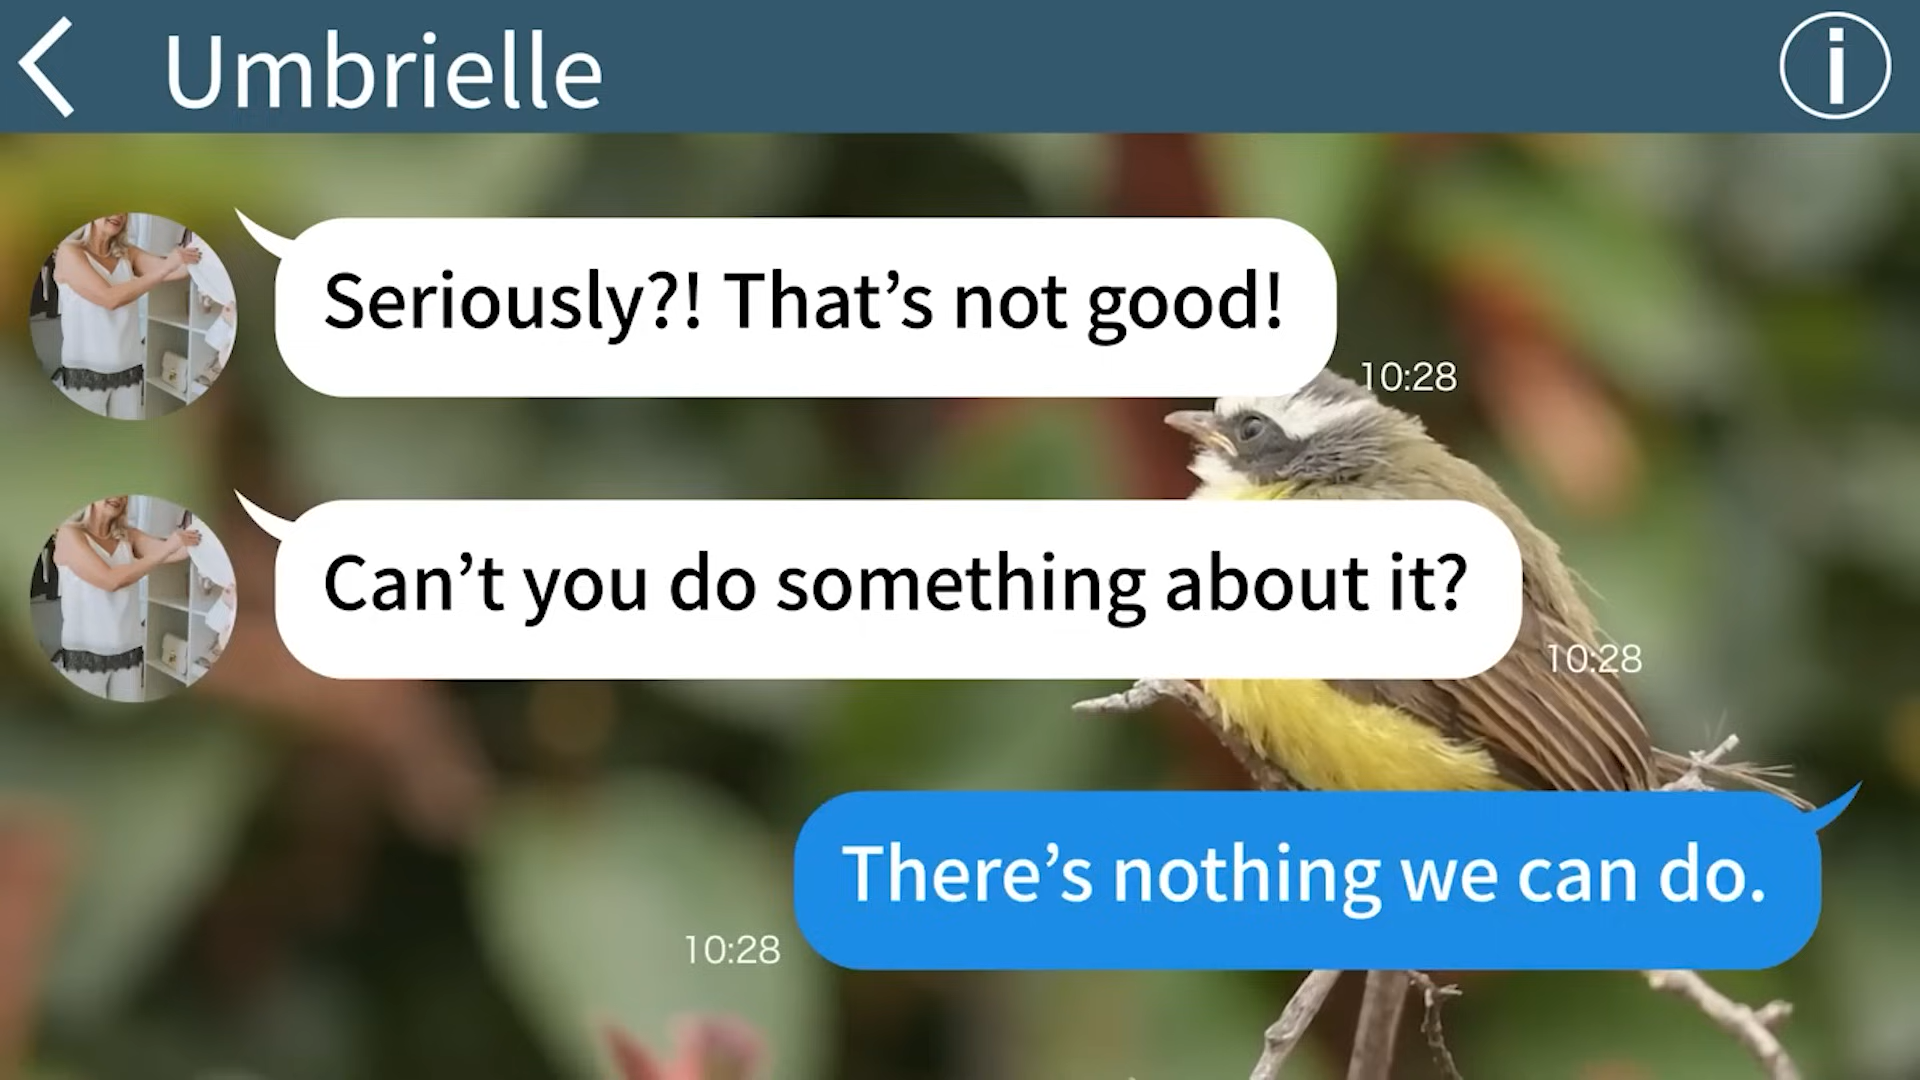 Umbrielle
Seriously?! That’s not good!
10:28
Can’t you do something about it?
10:28
There’s nothing we can do.
10:28